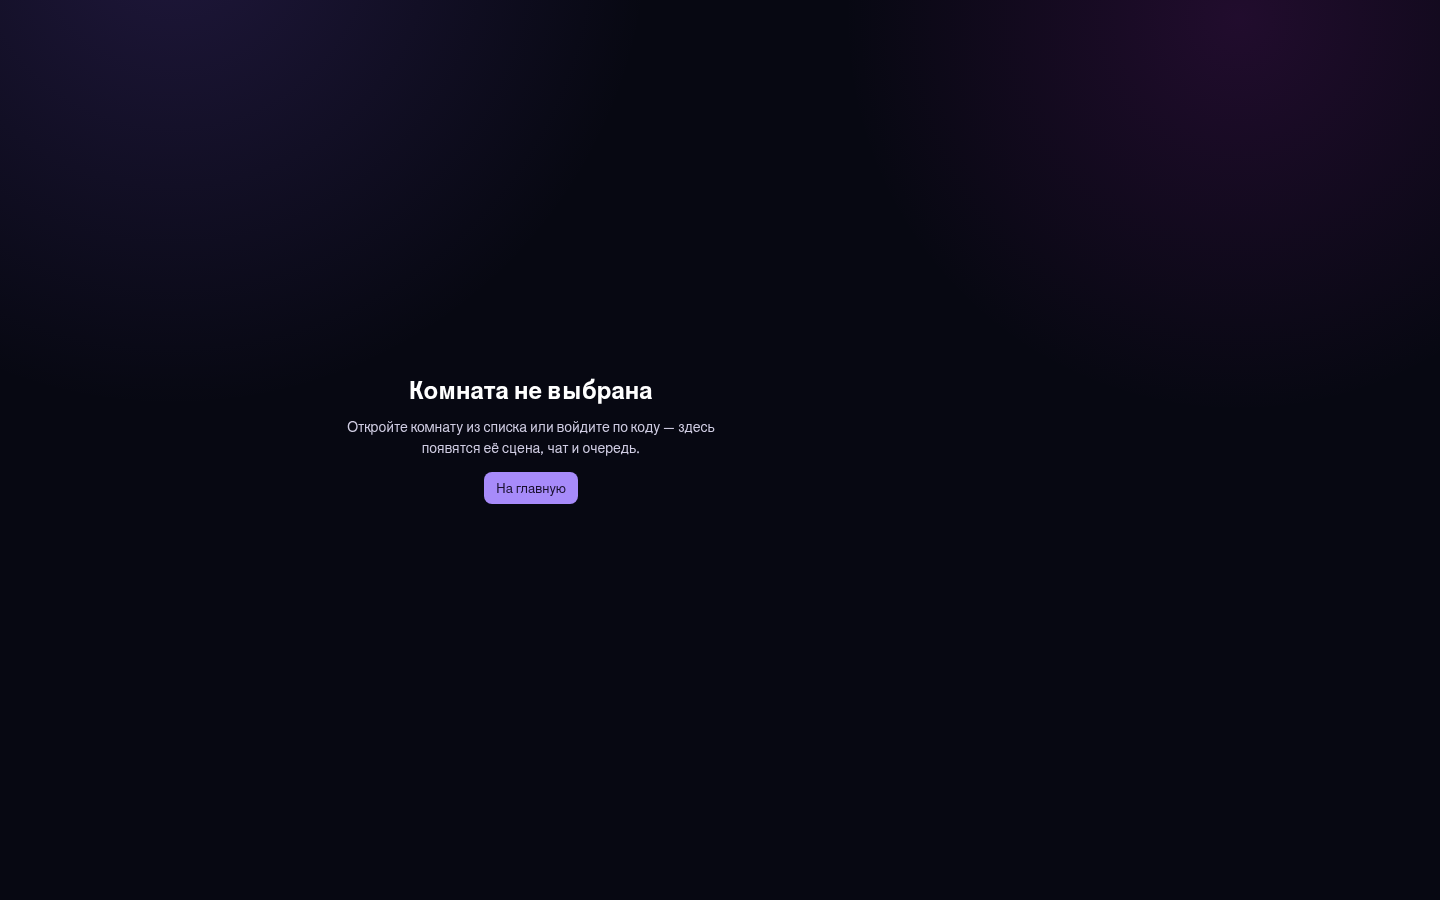 Комната не выбрана
Откройте комнату из списка или войдите по коду — здесь
появятся её сцена, чат и очередь.
На главную